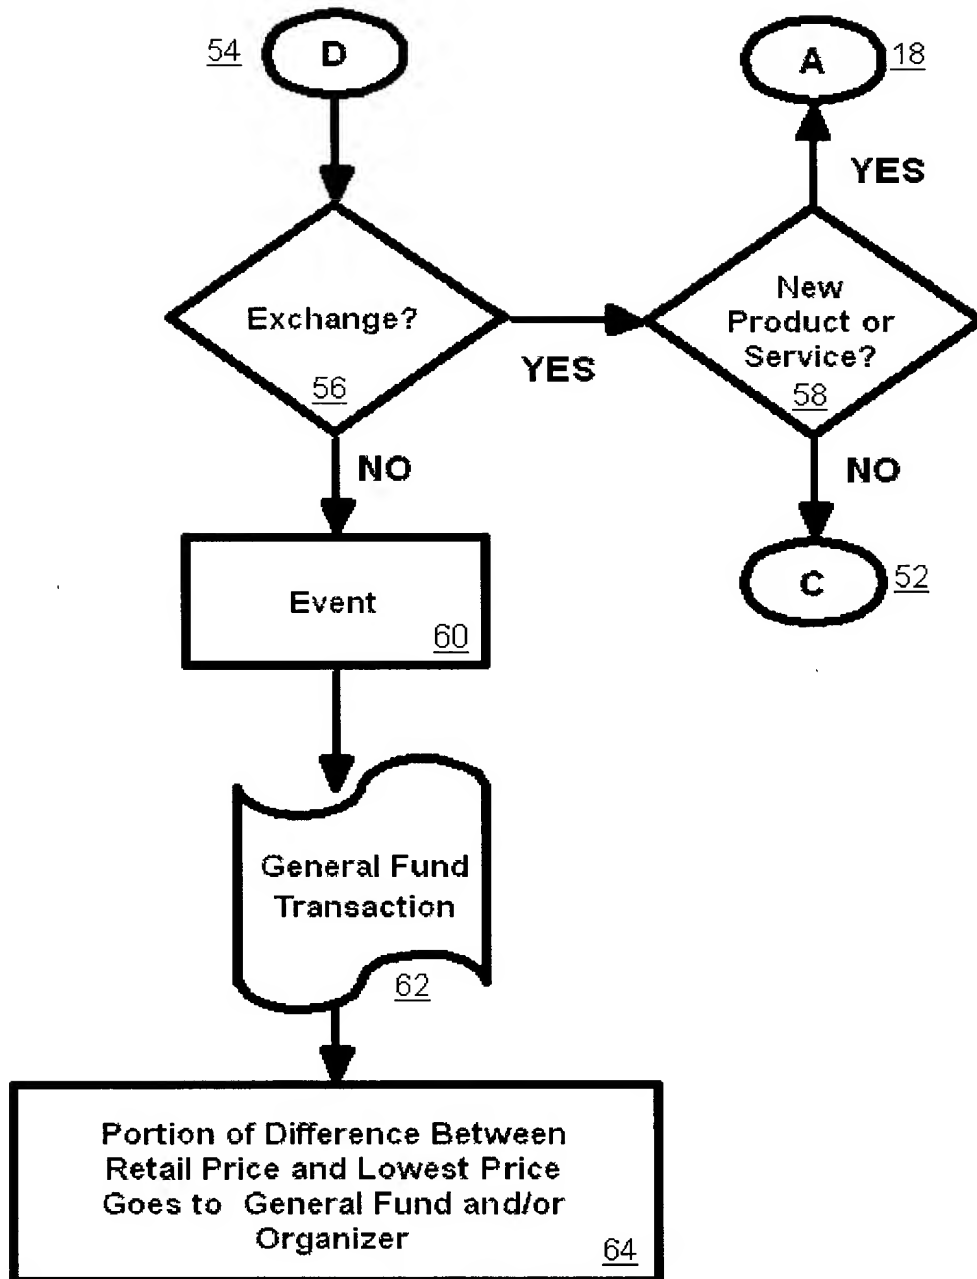 54
D
A
18
YES
Exchange?
56
YES
New
Product or
Service?
58
NO
NO
Event
60
C
52
General Fund
Transaction
62
Portion of Difference Between
Retail Price and Lowest Price
Goes to General Fund and/or
Organizer
64